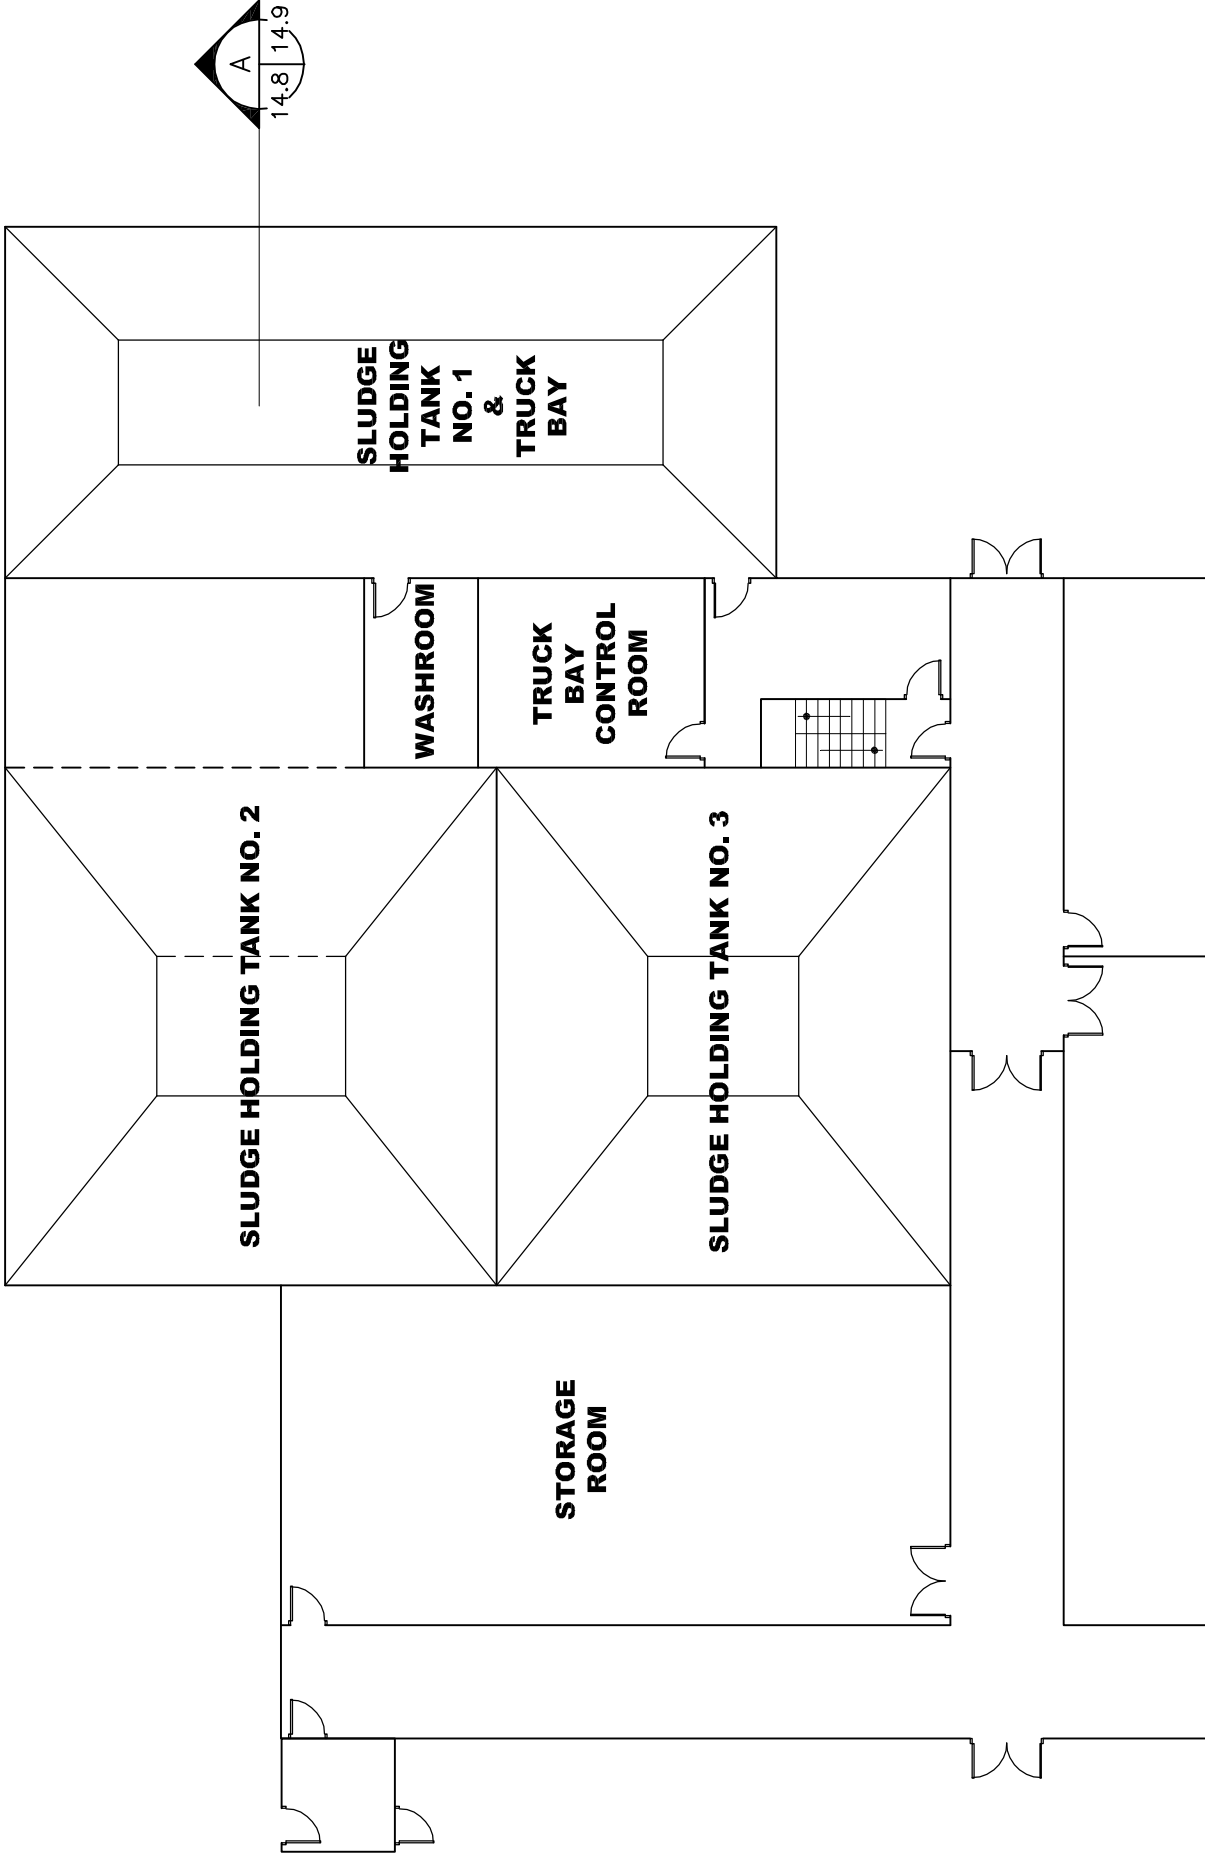 A
14.8
14.9
SLUDGE
HOLDING
TANK
NO. 1
&
TRUCK
BAY
WASHROOM
TRUCK
BAY
CONTROL
ROOM
SLUDGE HOLDING TANK NO. 2
SLUDGE HOLDING TANK NO. 3
STORAGE
ROOM